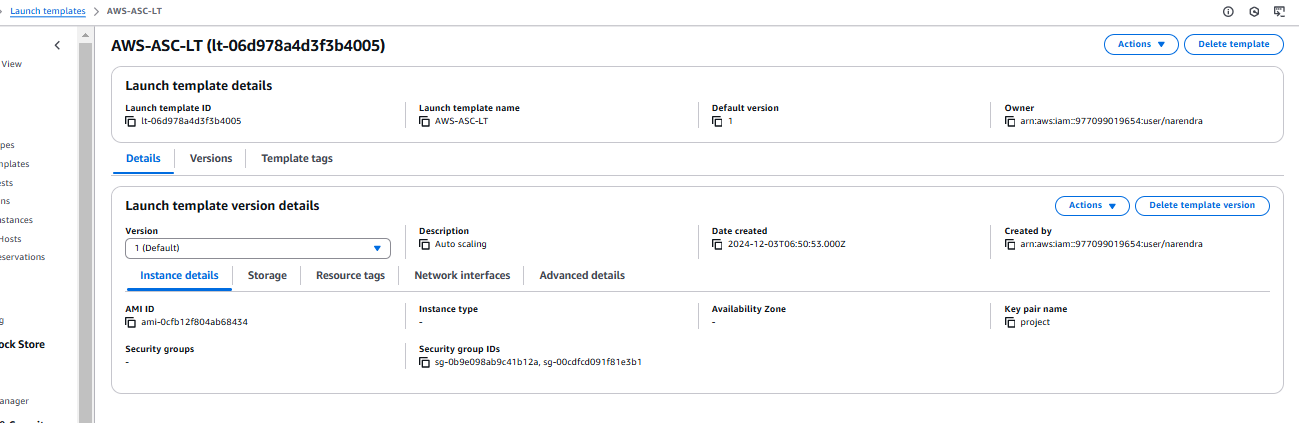 Launch templates > AWS-ASC-LT
View
AWS-ASC-LT (lt-06d978a4d3f3b4005)
Actions
Delete template
Launch template details
Launch template ID
lt-06d978a4d3f3b4005
Launch template name
AWS-ASC-LT
Default version
1
Owner
arn:aws:iam::977099019654:user/narendra
Details
Versions
Template tags
Launch template version details
Actions
Delete template version
Version
1 (Default)
Description
Auto scaling
Date created
2024-12-03T06:50:53.000Z
Created by
arn:aws:iam::977099019654:user/narendra
Instance details
Storage
Resource tags
Network interfaces
Advanced details
AMI ID
ami-0cfb12f804ab68434
Instance type
-
Availability Zone
-
Key pair name
project
Security groups
-
Security group IDs
sg-0b9e098ab9c41b12a, sg-00cdfcd091f81e3b1
ypes
mplates
ests
ns
nstances
Hosts
eservations
g
ock Store
anager